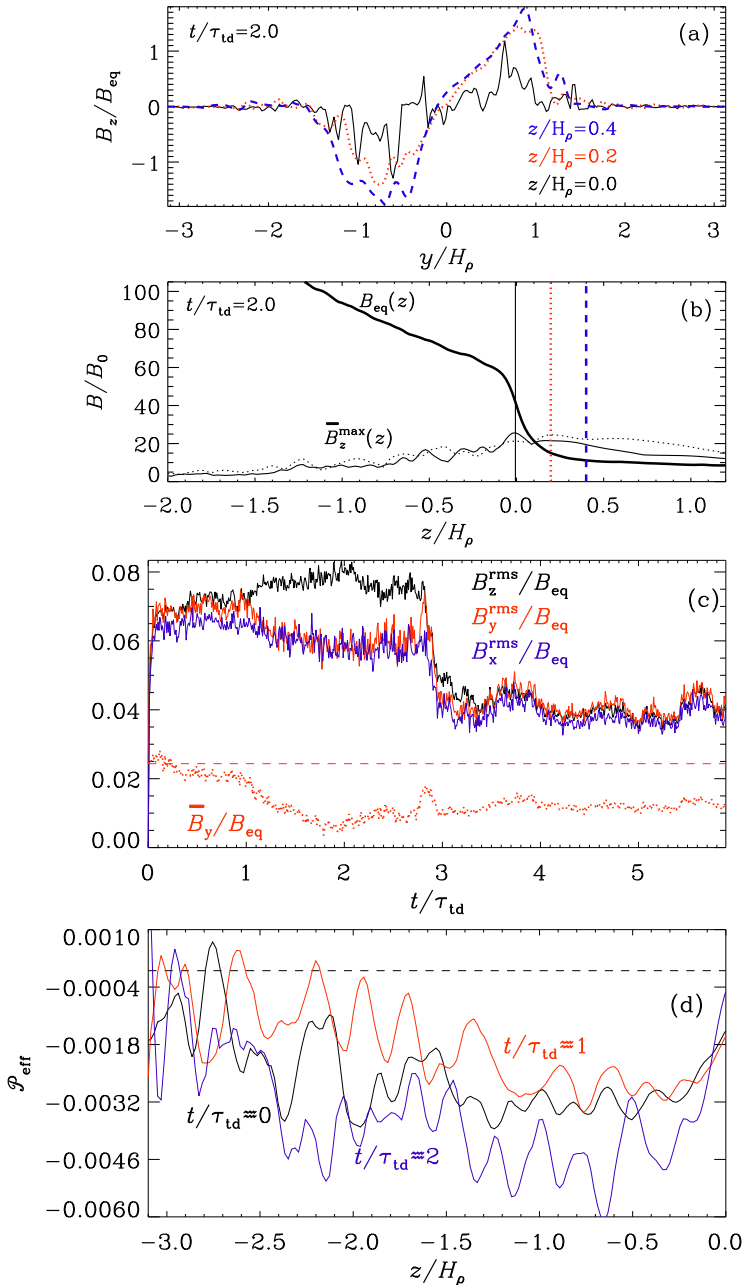 t/τtd=2.0
(a)
Bz/Beq
1
0
−1
z/Hρ=0.4
z/Hρ=0.2
z/Hρ=0.0
−3 −2 −1 0 1 2 3
y/Hρ
t/τtd=2.0
Beq(z)
(b)
B/B0
100
80
60
40
20
0
B̅zmax(z)
−2.0 −1.5 −1.0 −0.5 0.0 0.5 1.0
z/Hρ
0.08
0.06
0.04
0.02
0.00
Bzrms/Beq
Byrms/Beq
Bxrms/Beq
(c)
B̅y/Beq
0 1 2 3 4 5
t/τtd
0.0010
−0.0004
−0.0018
−0.0032
−0.0046
−0.0060
𝒫eff
(d)
t/τtd≈1
t/τtd≈0
t/τtd≈2
−3.0 −2.5 −2.0 −1.5 −1.0 −0.5 0.0
z/Hρ